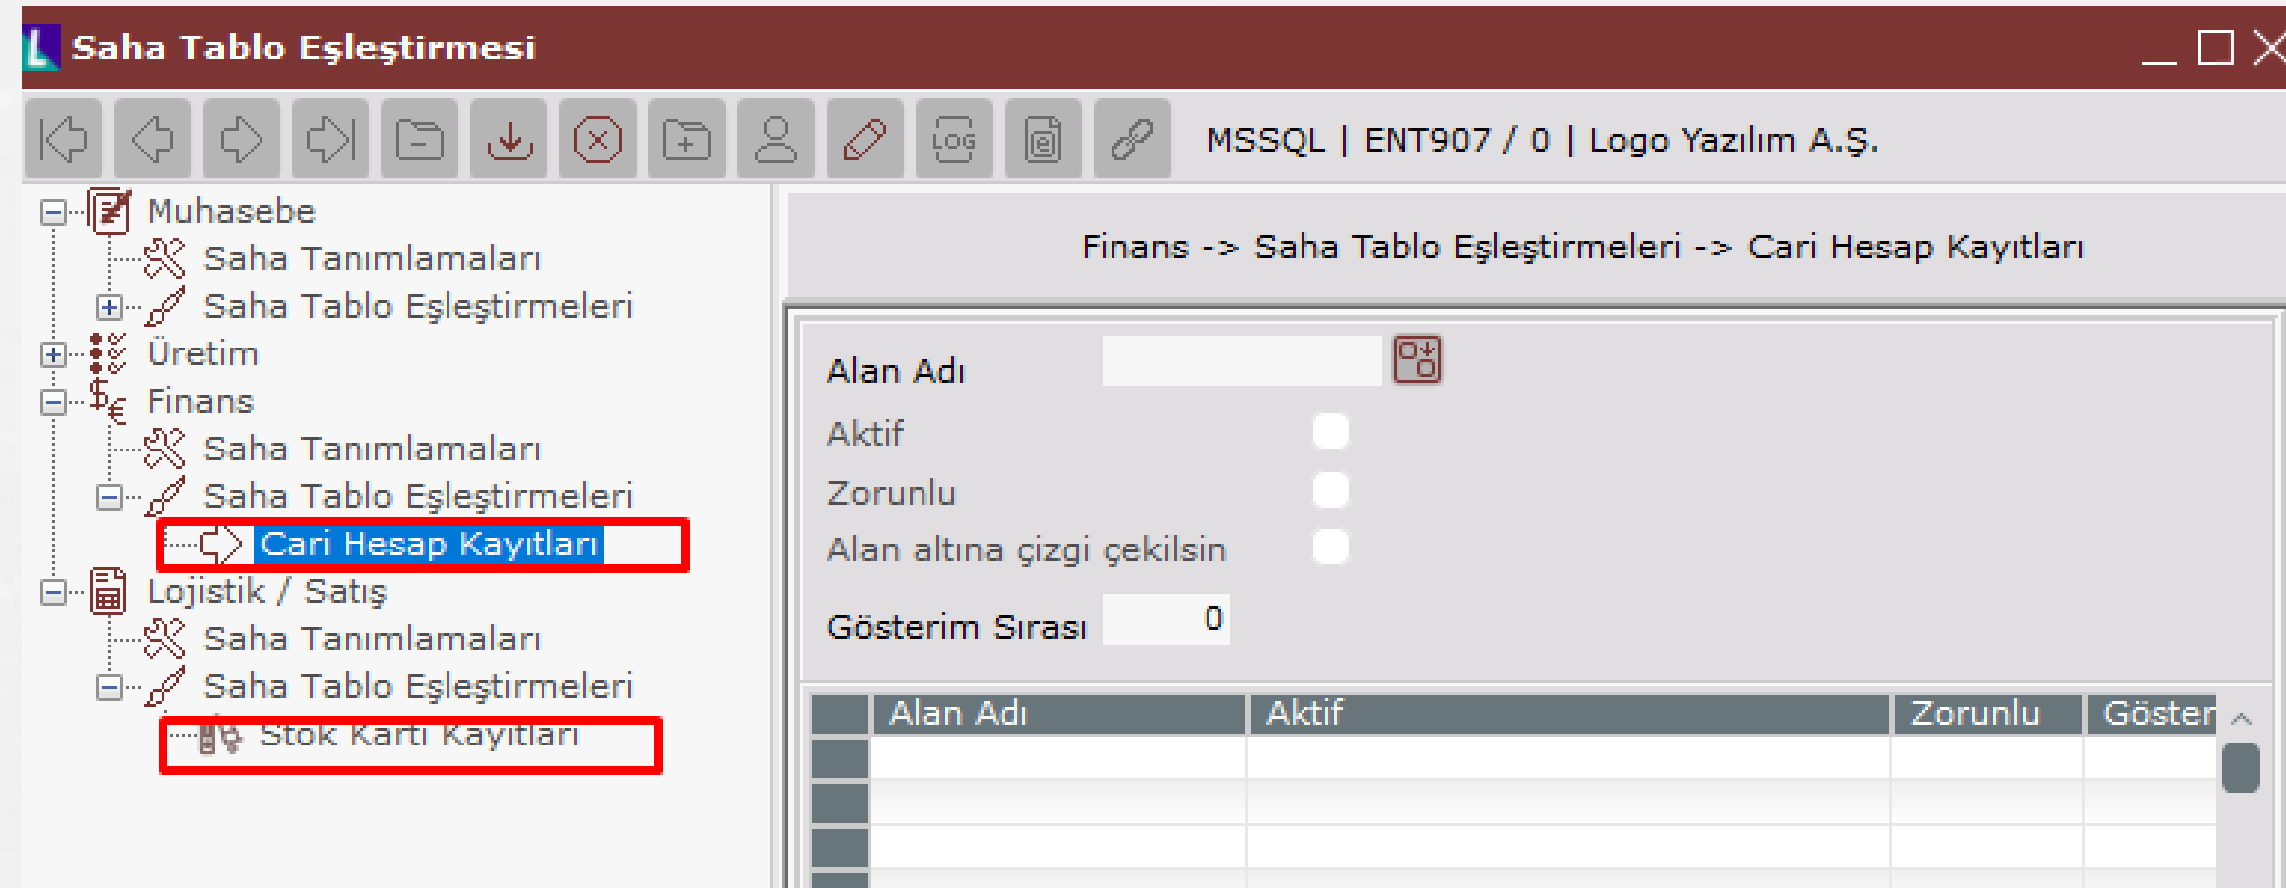 Saha Tablo Eşleştirmesi
LOG
MSSQL | ENT907 / 0 | Logo Yazılım A.Ş.
Muhasebe
Saha Tanımlamaları
Saha Tablo Eşleştirmeleri
Üretim
Finans
Saha Tanımlamaları
Saha Tablo Eşleştirmeleri
Cari Hesap Kayıtları
Lojistik / Satış
Saha Tanımlamaları
Saha Tablo Eşleştirmeleri
Stok Kartı Kayıtları
Finans -> Saha Tablo Eşleştirmeleri -> Cari Hesap Kayıtları
Alan Adı
Aktif
Zorunlu
Alan altına çizgi çekilsin
Gösterim Sırası 0
Alan Adı Aktif Zorunlu Göster